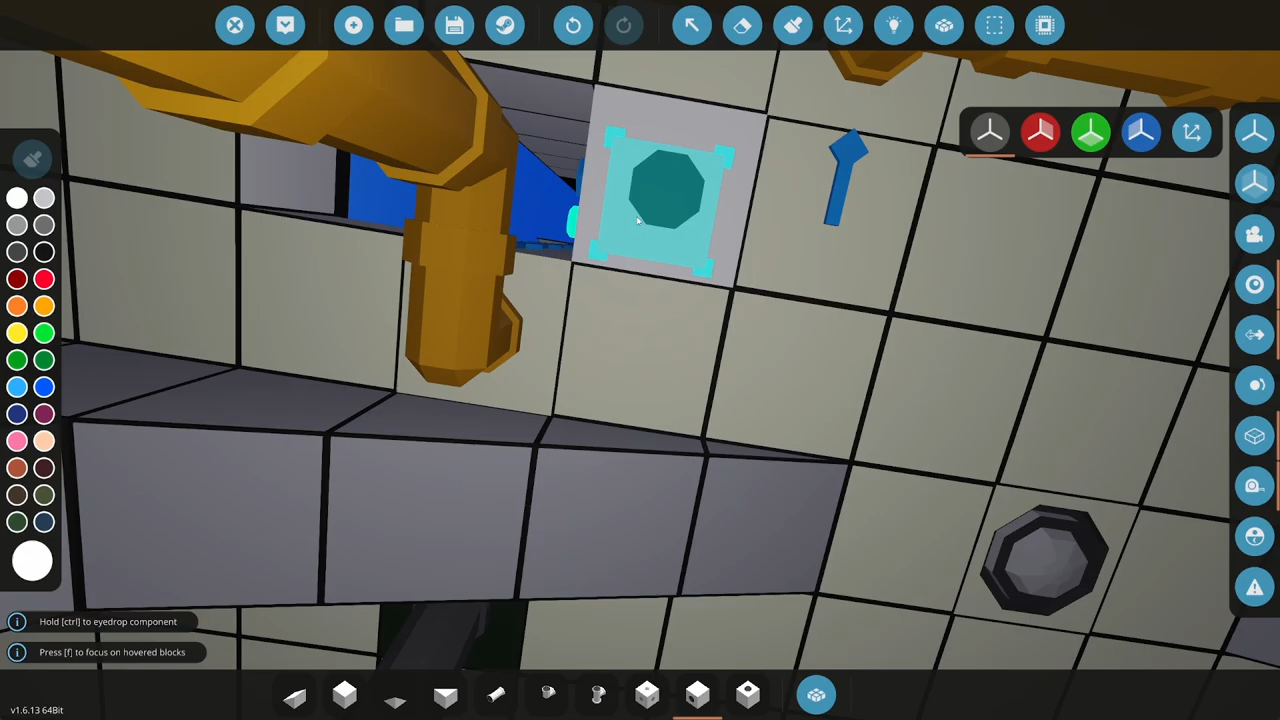 Hold [ctrl] to eyedrop component
Press [f] to focus on hovered blocks
v1.6.13 64Bit